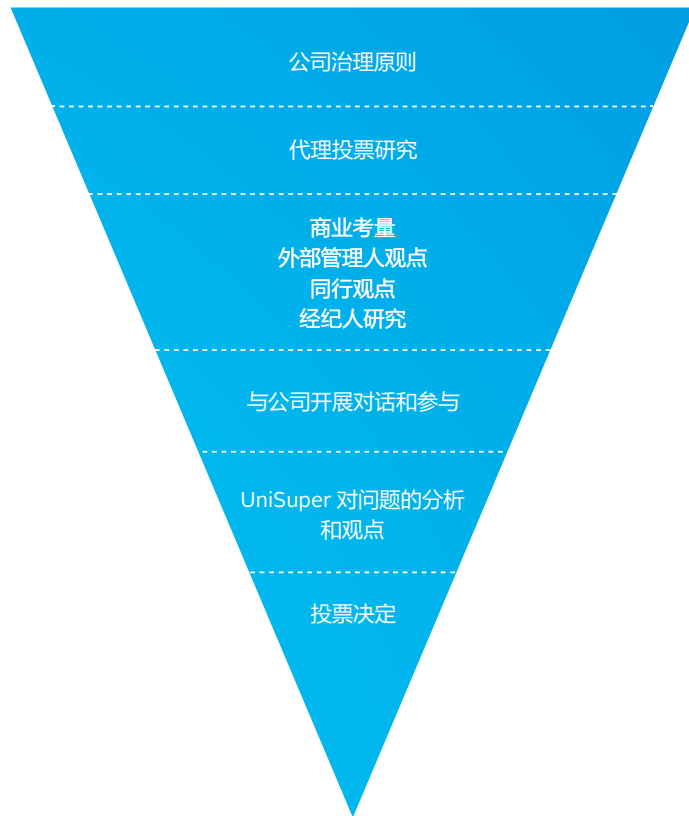 公司治理原则
代理投票研究
商业考量
外部管理人观点
同行观点
经纪人研究
与公司开展对话和参与
UniSuper 对问题的分析
和观点
投票决定